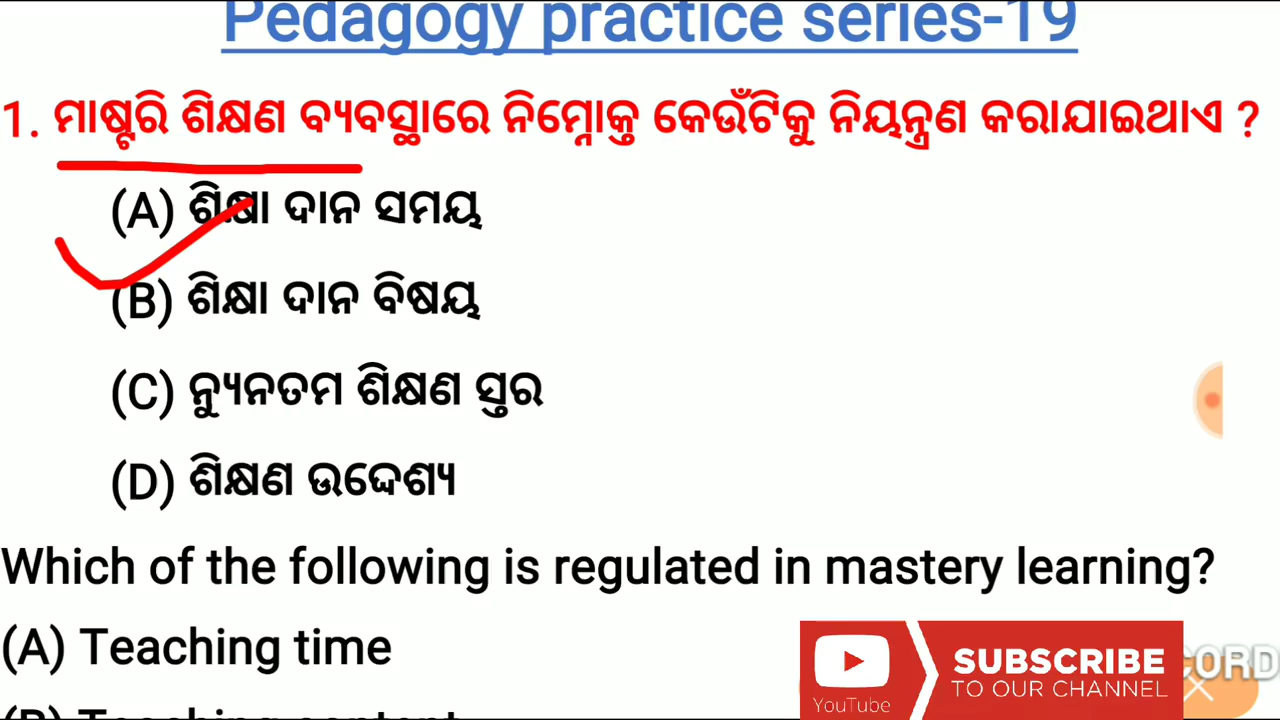 Pedagogy practice series-19
1. ମାଷ୍ଟରି ଶିକ୍ଷଣ ବ୍ୟବସ୍ଥାରେ ନିମ୍ନୋକ୍ତ କେଉଁଟିକୁ ନିୟନ୍ତ୍ରଣ କରାଯାଇଥାଏ ?
(A) ଶିକ୍ଷା ଦାନ ସମୟ
(B) ଶିକ୍ଷା ଦାନ ବିଷୟ
(C) ନ୍ୟୁନତମ ଶିକ୍ଷଣ ସ୍ତର
(D) ଶିକ୍ଷଣ ଉଦ୍ଦେଶ୍ୟ
Which of the following is regulated in mastery learning?
(A) Teaching time
SUBSCRIBE
TO OUR CHANNEL
YouTube
(B) Teaching content